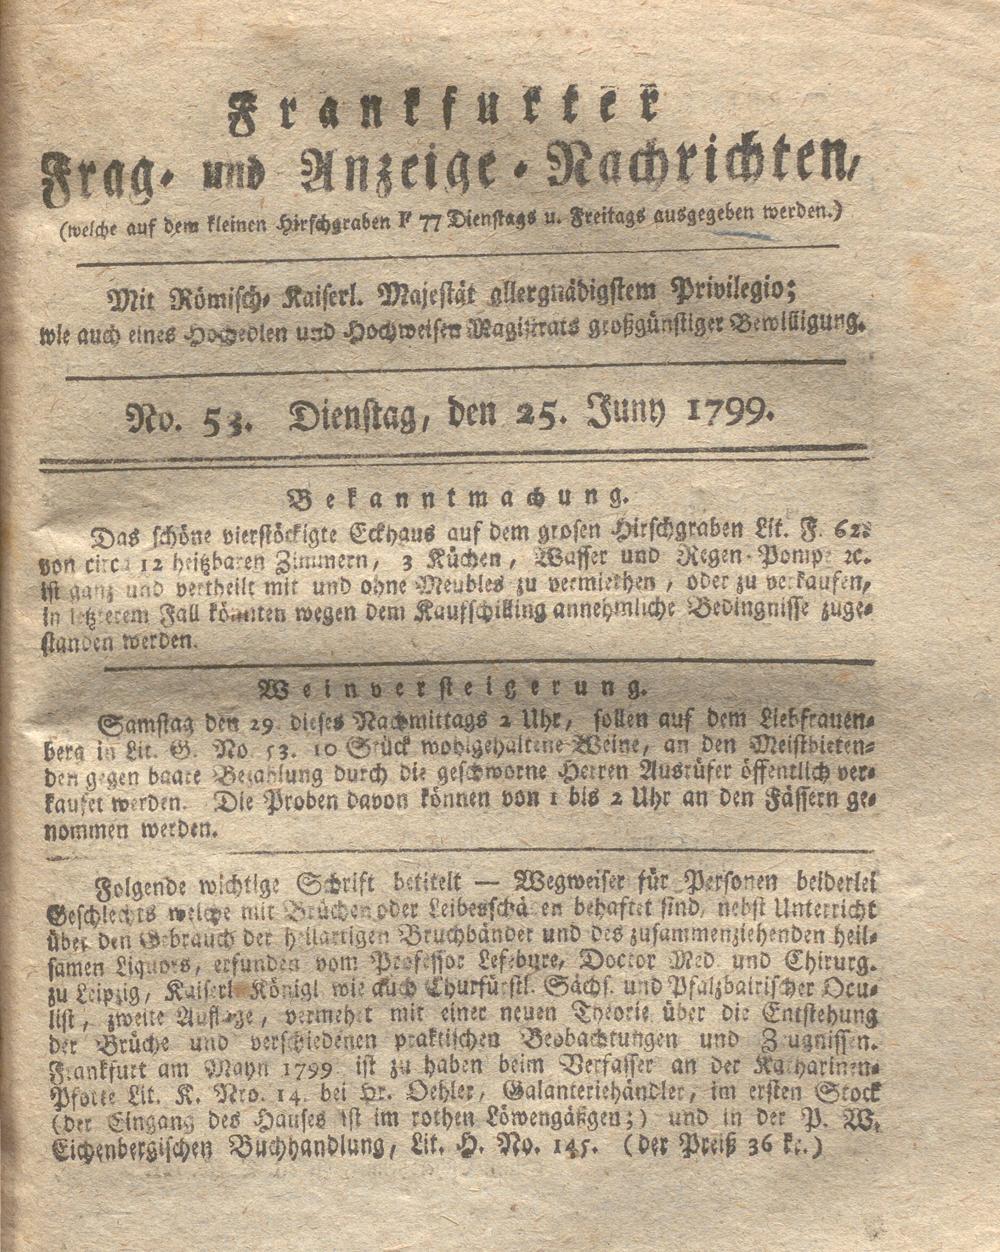 Frankfurter
Frag- und Anzeige-Nachrichten,
(welche auf dem kleinen Hirschgraben F 77 Dienstags u. Freitags ausgegeben werden.)
Mit Römisch- Kaiserl. Majestät allergnädigstem Privilegio;
wie auch eines Hochedlen und Hochweisen Magistrats großgünstiger Bewilligung.
No. 53. Dienstag, den 25. Juny 1799.
Bekanntmachung.
Das schöne vierstöckigte Eckhaus auf dem grosen Hirschgraben Lit. F.
von circa 12 heitzbaren Zimmern, 3 Küchen, Wasser und Regen-Pompe ꝛc.
ist ganz und vertheilt mit und ohne Meubles zu vermiethen, oder zu verkaufen,
in letzterem Fall könnten wegen dem Kaufschilling annehmliche Bedingnisse zuge-
standen werden.
Weinversteigerung.
Samstag den 29. dieses Nachmittags 2 Uhr, sollen auf dem Liebfrauen-
berg in Lit. G. No. 53. 10 Stück wohlgehaltene Weine, an den Meistbieten-
den gegen baare Bezahlung durch die geschworne Herren Ausrüfer öffentlich ver-
kaufet werden. Die Proben davon können von 1 bis 2 Uhr an den Fässern ge-
nommen werden.
Folgende wichtige Schrift betitelt — Wegweiser für Personen beiderlei
Geschlechts welche mit Brüchen oder Leibesschäden behaftet sind, nebst Unterricht
über den Gebrauch der hellartigen Bruchbänder und des zusammenziehenden heil-
samen Liquors, erfunden vom Professor Lefebure, Doctor Med. und Chirurg.
zu Leipzig, Kaiserl Königl wie auch Churfürstl. Sächs. und Pfalzbairischer Ocu-
list, zweite Auflage, vermehrt mit einer neuen Theorie über die Entstehung
der Brüche und verschiedenen praktischen Beobachtungen und Zeugnissen.
Frankfurt am Mayn 1799 ist zu haben beim Verfasser an der Katharinen-
Pforte Lit. K. Nro. 14. bei Hr. Oehler, Galanteriehändler, im ersten Stock
(der Eingang des Hauses ist im rothen Löwengäßgen;) und in der P. W.
Eichenbergischen Buchhandlung, Lit. H. No. 145. (der Preiß 36 kr.)